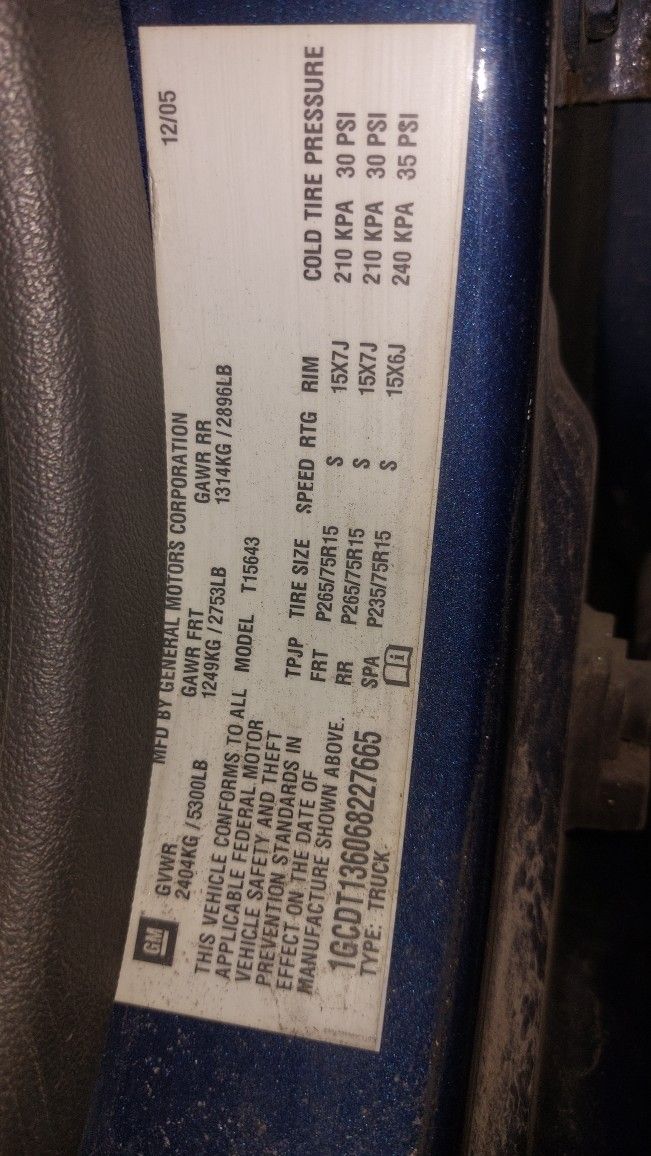 GM
MFD BY GENERAL MOTORS CORPORATION
12/05
GVWR GAWR FRT GAWR RR
2404KG / 5300LB 1249KG / 2753LB 1314KG / 2896LB
THIS VEHICLE CONFORMS TO ALL
APPLICABLE FEDERAL MOTOR
VEHICLE SAFETY AND THEFT
PREVENTION STANDARDS IN
EFFECT ON THE DATE OF
MANUFACTURE SHOWN ABOVE.
1GCDT136068227665
TYPE: TRUCK
MODEL T15643
TPJP TIRE SIZE SPEED RTG RIM COLD TIRE PRESSURE
FRT P265/75R15 S 15X7J 210 KPA 30 PSI
RR P265/75R15 S 15X7J 210 KPA 30 PSI
SPA P235/75R15 S 15X6J 240 KPA 35 PSI